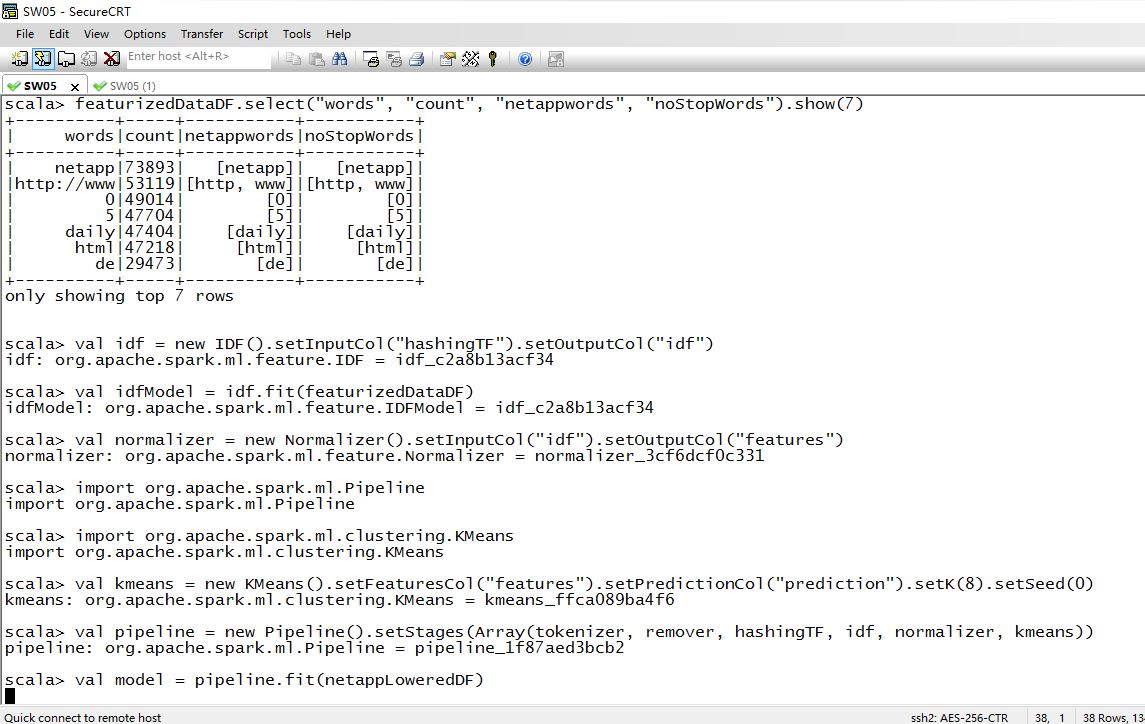 SW05 - SecureCRT
File Edit View Options Transfer Script Tools Help
Enter host <Alt+R>
SW05 x SW05 (1)
scala> featurizedDataDF.select("words", "count", "netappwords", "noStopWords").show(7)
+----------+-----+-----------+-----------+
|     words|count|netappwords|noStopWords|
+----------+-----+-----------+-----------+
|    netapp|73893|   [netapp]|   [netapp]|
|http://www|53119|[http, www]|[http, www]|
|         0|49014|        [0]|        [0]|
|         5|47704|        [5]|        [5]|
|     daily|47404|    [daily]|    [daily]|
|      html|47218|     [html]|     [html]|
|        de|29473|       [de]|       [de]|
+----------+-----+-----------+-----------+
only showing top 7 rows
scala> val idf = new IDF().setInputCol("hashingTF").setOutputCol("idf")
idf: org.apache.spark.ml.feature.IDF = idf_c2a8b13acf34
scala> val idfModel = idf.fit(featurizedDataDF)
idfModel: org.apache.spark.ml.feature.IDFModel = idf_c2a8b13acf34
scala> val normalizer = new Normalizer().setInputCol("idf").setOutputCol("features")
normalizer: org.apache.spark.ml.feature.Normalizer = normalizer_3cf6dcf0c331
scala> import org.apache.spark.ml.Pipeline
import org.apache.spark.ml.Pipeline
scala> import org.apache.spark.ml.clustering.KMeans
import org.apache.spark.ml.clustering.KMeans
scala> val kmeans = new KMeans().setFeaturesCol("features").setPredictionCol("prediction").setK(8).setSeed(0)
kmeans: org.apache.spark.ml.clustering.KMeans = kmeans_ffca089ba4f6
scala> val pipeline = new Pipeline().setStages(Array(tokenizer, remover, hashingTF, idf, normalizer, kmeans))
pipeline: org.apache.spark.ml.Pipeline = pipeline_1f87aed3bcb2
scala> val model = pipeline.fit(netappLoweredDF)
Quick connect to remote host ssh2: AES-256-CTR 38, 1 38 Rows, 13